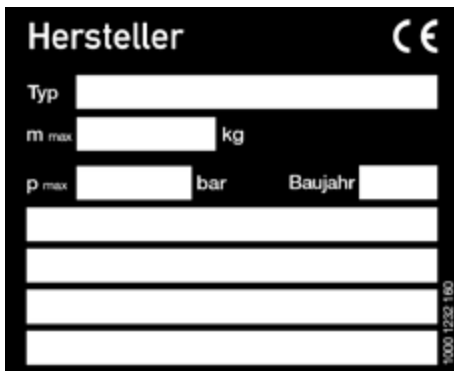 Hersteller CE
Typ
m max kg
p max bar Baujahr
1000 1232 160